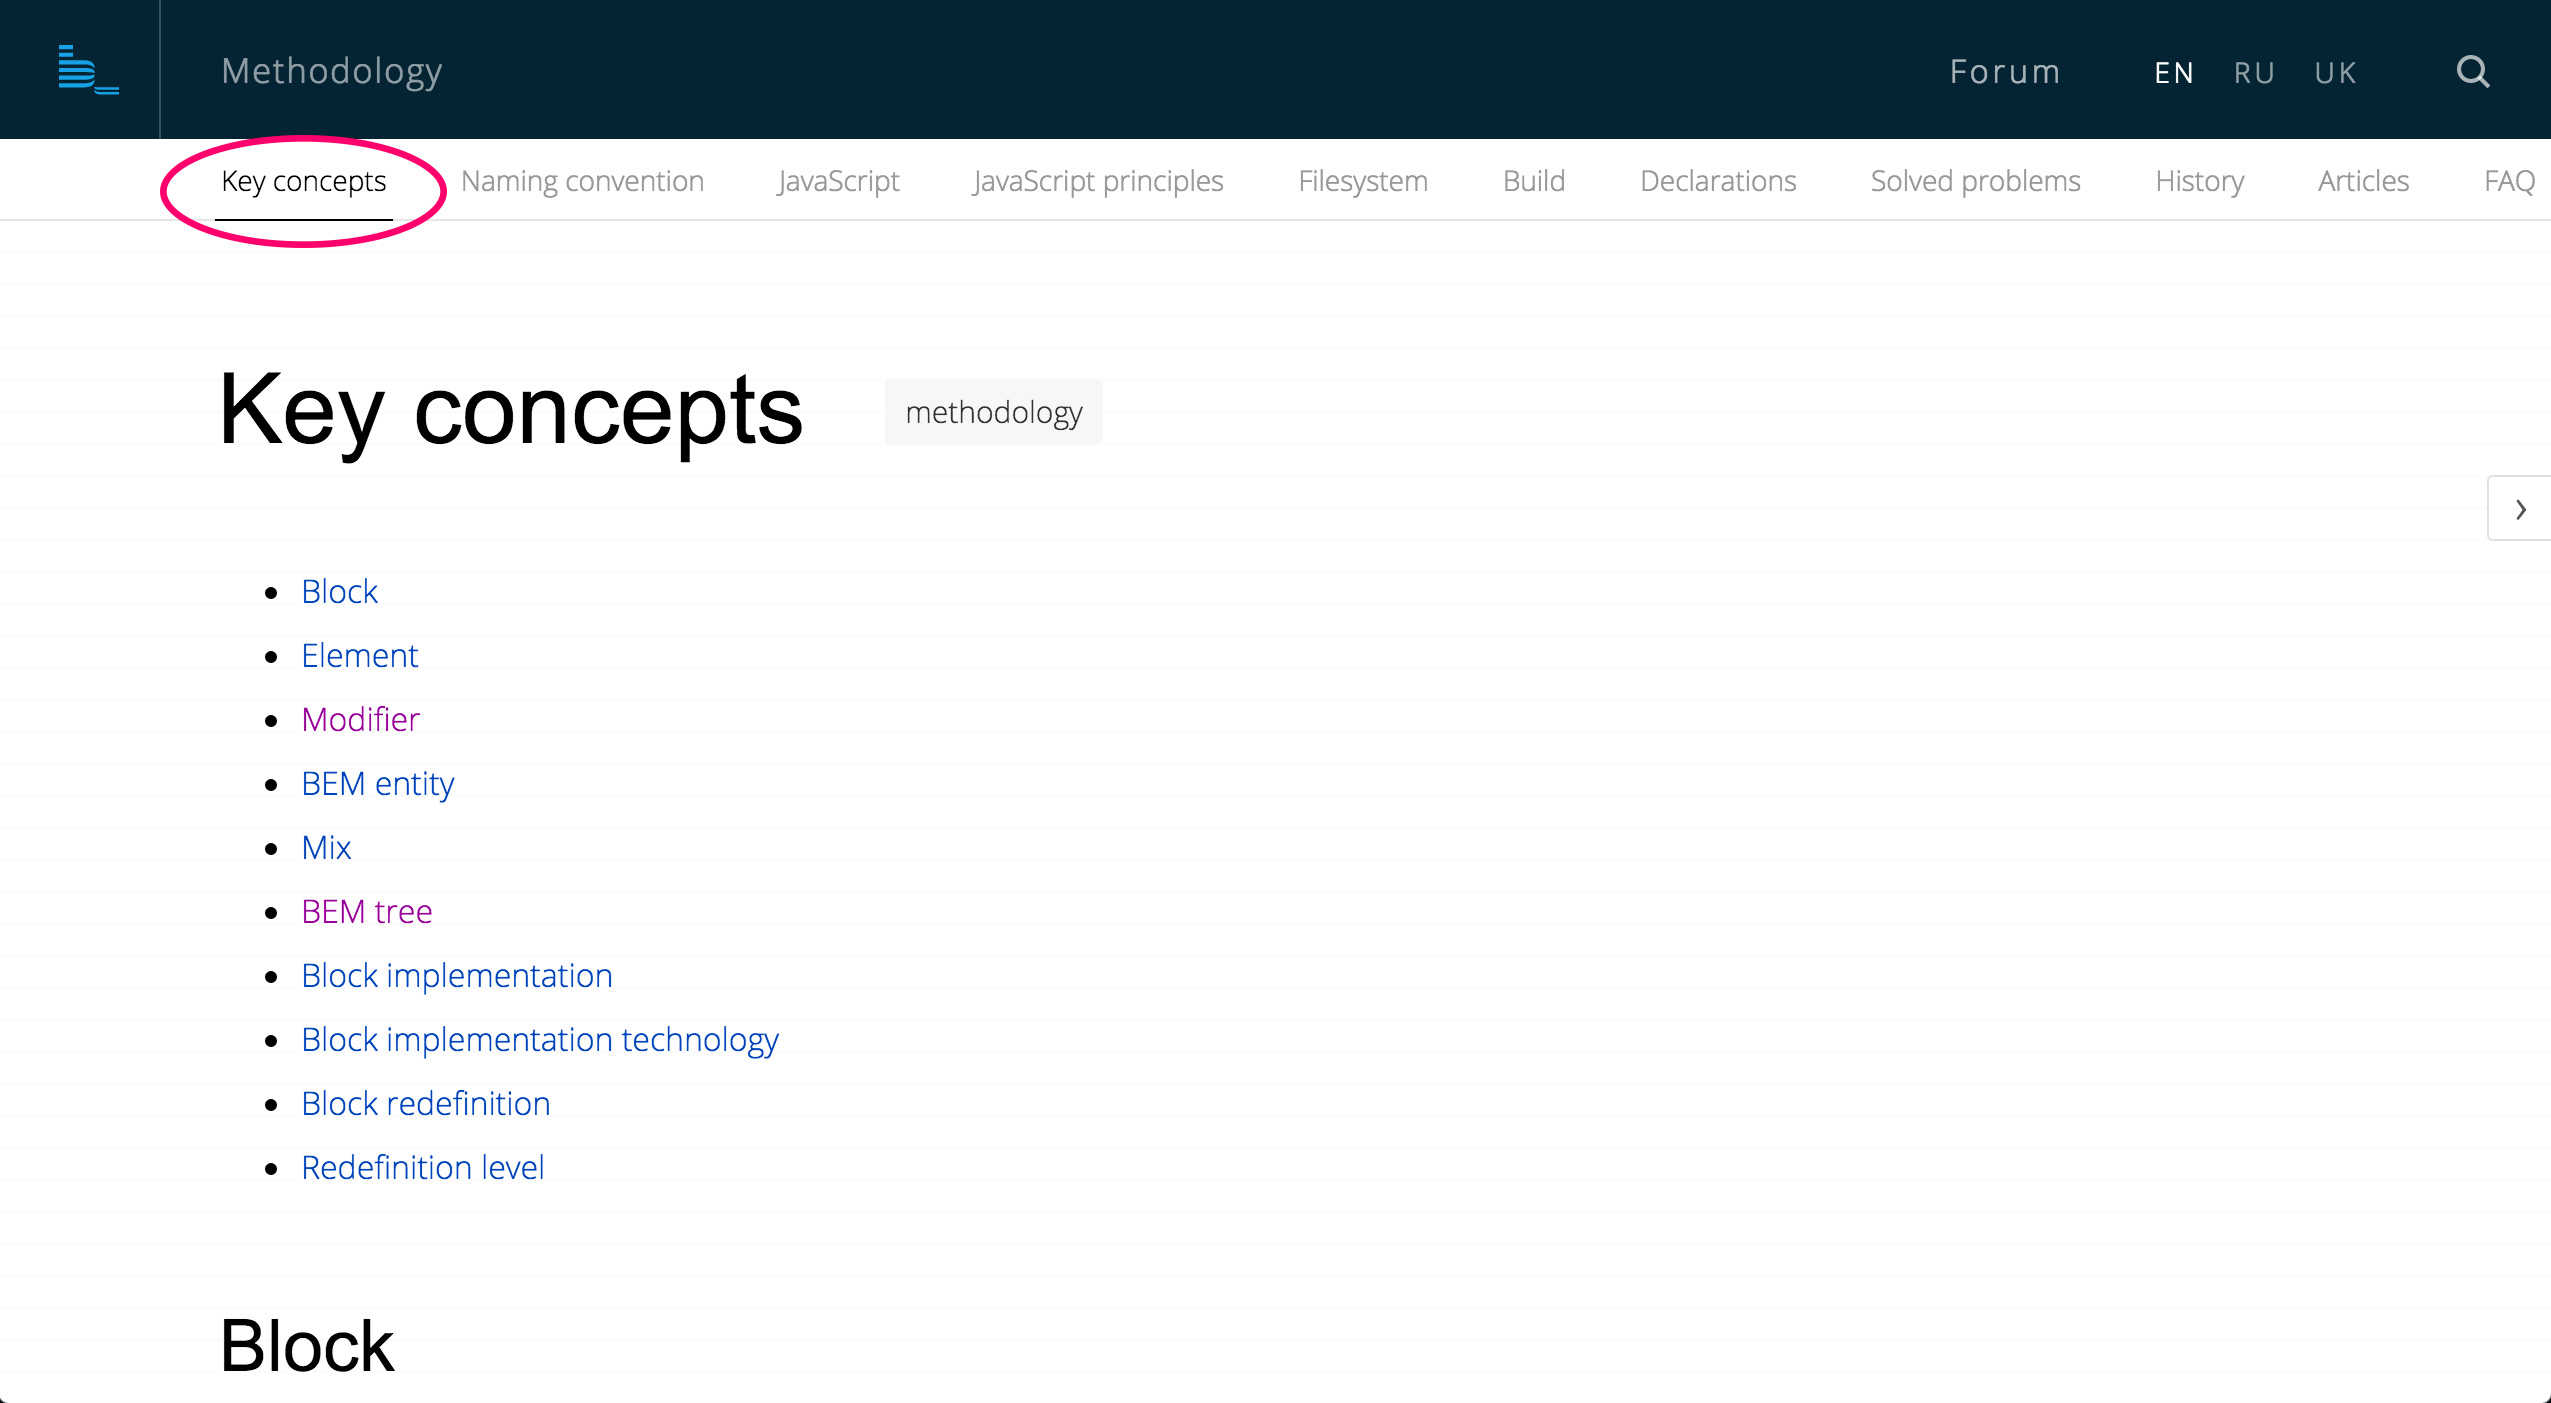 Methodology
Forum EN RU UK
Key concepts Naming convention JavaScript JavaScript principles Filesystem Build Declarations Solved problems History Articles FAQ
Key concepts methodology
Block
Element
Modifier
BEM entity
Mix
BEM tree
Block implementation
Block implementation technology
Block redefinition
Redefinition level
Block